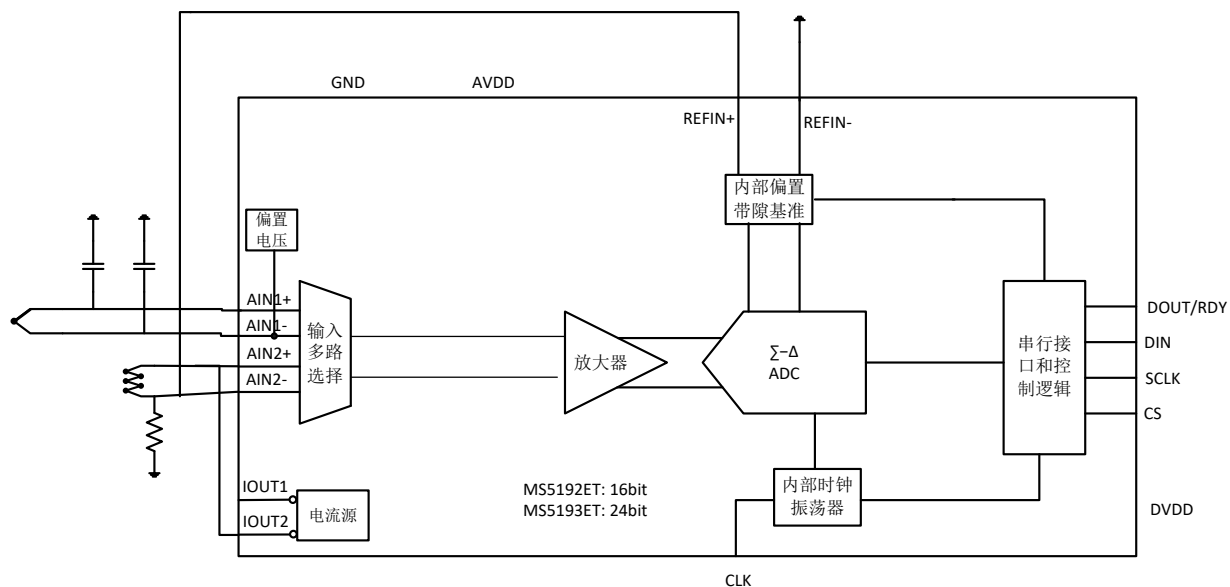 GND
AVDD
REFIN+
REFIN-
内部偏置
带隙基准
偏置
电压
AIN1+
AIN1-
AIN2+
AIN2-
输入
多路
选择
放大器
∑−Δ
ADC
串行接
口和控
制逻辑
DOUT/RDY
DIN
SCLK
CS
IOUT1
IOUT2
电流源
MS5192ET: 16bit
MS5193ET: 24bit
内部时钟
振荡器
DVDD
CLK